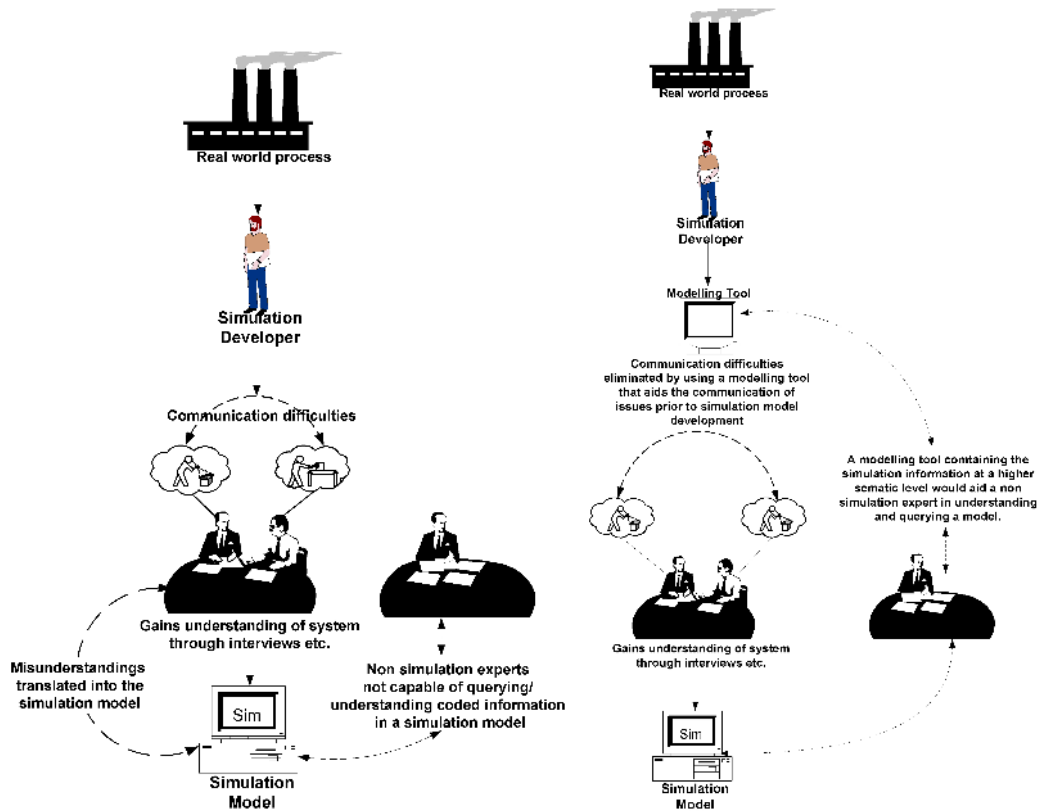 Real world process
Simulation
Developer
Communication difficulties
Gains understanding of system
through interviews etc.
Misunderstandings
translated into the
simulation model
Non simulation experts
not capable of querying/
understanding coded information
in a simulation model
Sim
Simulation
Model
Real world process
Simulation
Developer
Modelling Tool
Communication difficulties
eliminated by using a modelling tool
that aids the communication of
issues prior to simulation model
development
A modelling tool containing the
simulation information at a higher
sematic level would aid a non
simulation expert in understanding
and querying a model.
Gains understanding of system
through interviews etc.
Sim
Simulation
Model